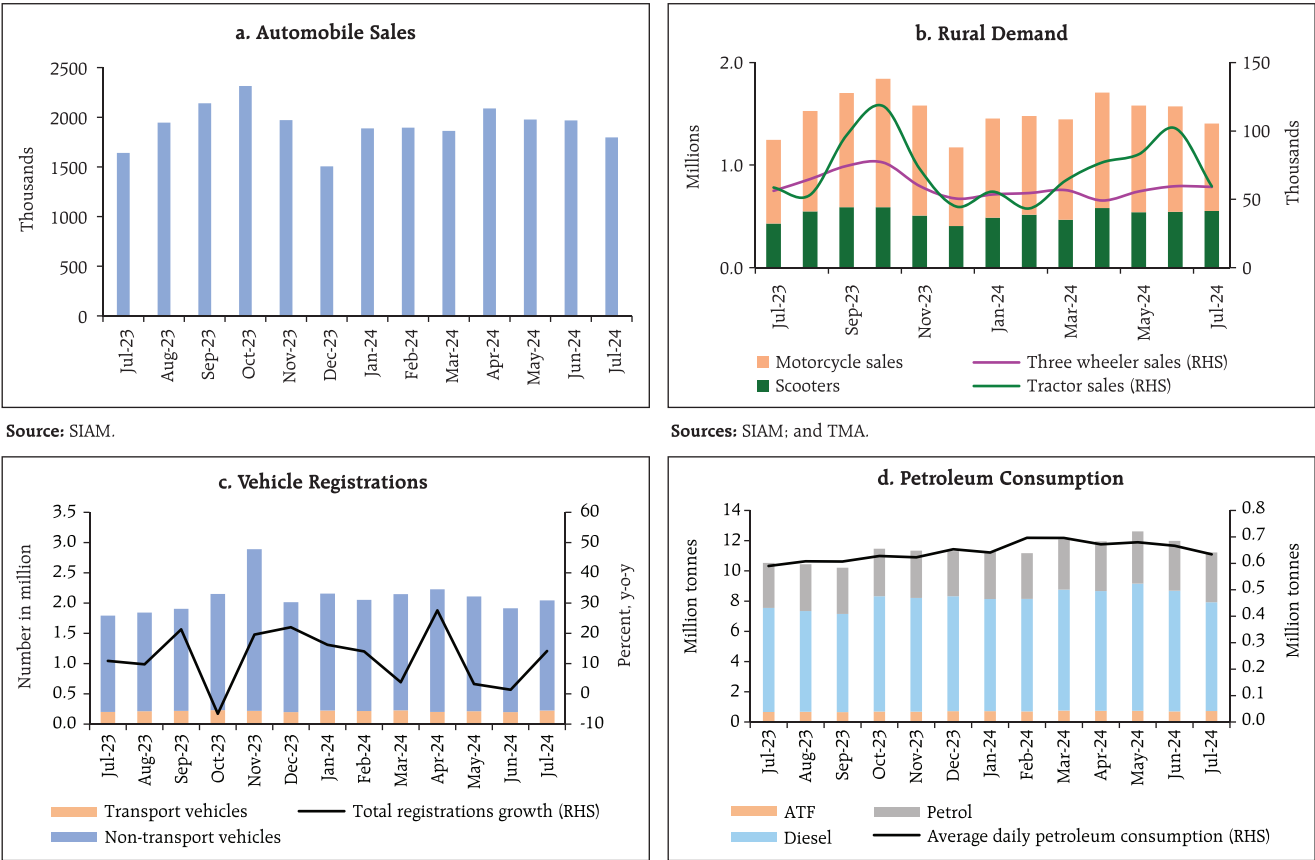 a. Automobile Sales
2500
2000
1500
1000
500
0
Thousands
Jul-23
Aug-23
Sep-23
Oct-23
Nov-23
Dec-23
Jan-24
Feb-24
Mar-24
Apr-24
May-24
Jun-24
Jul-24
Source: SIAM.
b. Rural Demand
2.0
1.0
0.0
Millions
150
100
50
0
Thousands
Jul-23
Sep-23
Nov-23
Jan-24
Mar-24
May-24
Jul-24
Motorcycle sales
Three wheeler sales (RHS)
Scooters
Tractor sales (RHS)
Sources: SIAM; and TMA.
c. Vehicle Registrations
3.5
3.0
2.5
2.0
1.5
1.0
0.5
0.0
Number in million
60
50
40
30
20
10
0
-10
Percent, y-o-y
Jul-23
Aug-23
Sep-23
Oct-23
Nov-23
Dec-23
Jan-24
Feb-24
Mar-24
Apr-24
May-24
Jun-24
Jul-24
Transport vehicles
Total registrations growth (RHS)
Non-transport vehicles
d. Petroleum Consumption
14
12
10
8
6
4
2
0
Million tonnes
0.8
0.7
0.6
0.5
0.4
0.3
0.2
0.1
0.0
Million tonnes
Jul-23
Aug-23
Sep-23
Oct-23
Nov-23
Dec-23
Jan-24
Feb-24
Mar-24
Apr-24
May-24
Jun-24
Jul-24
ATF
Petrol
Diesel
Average daily petroleum consumption (RHS)